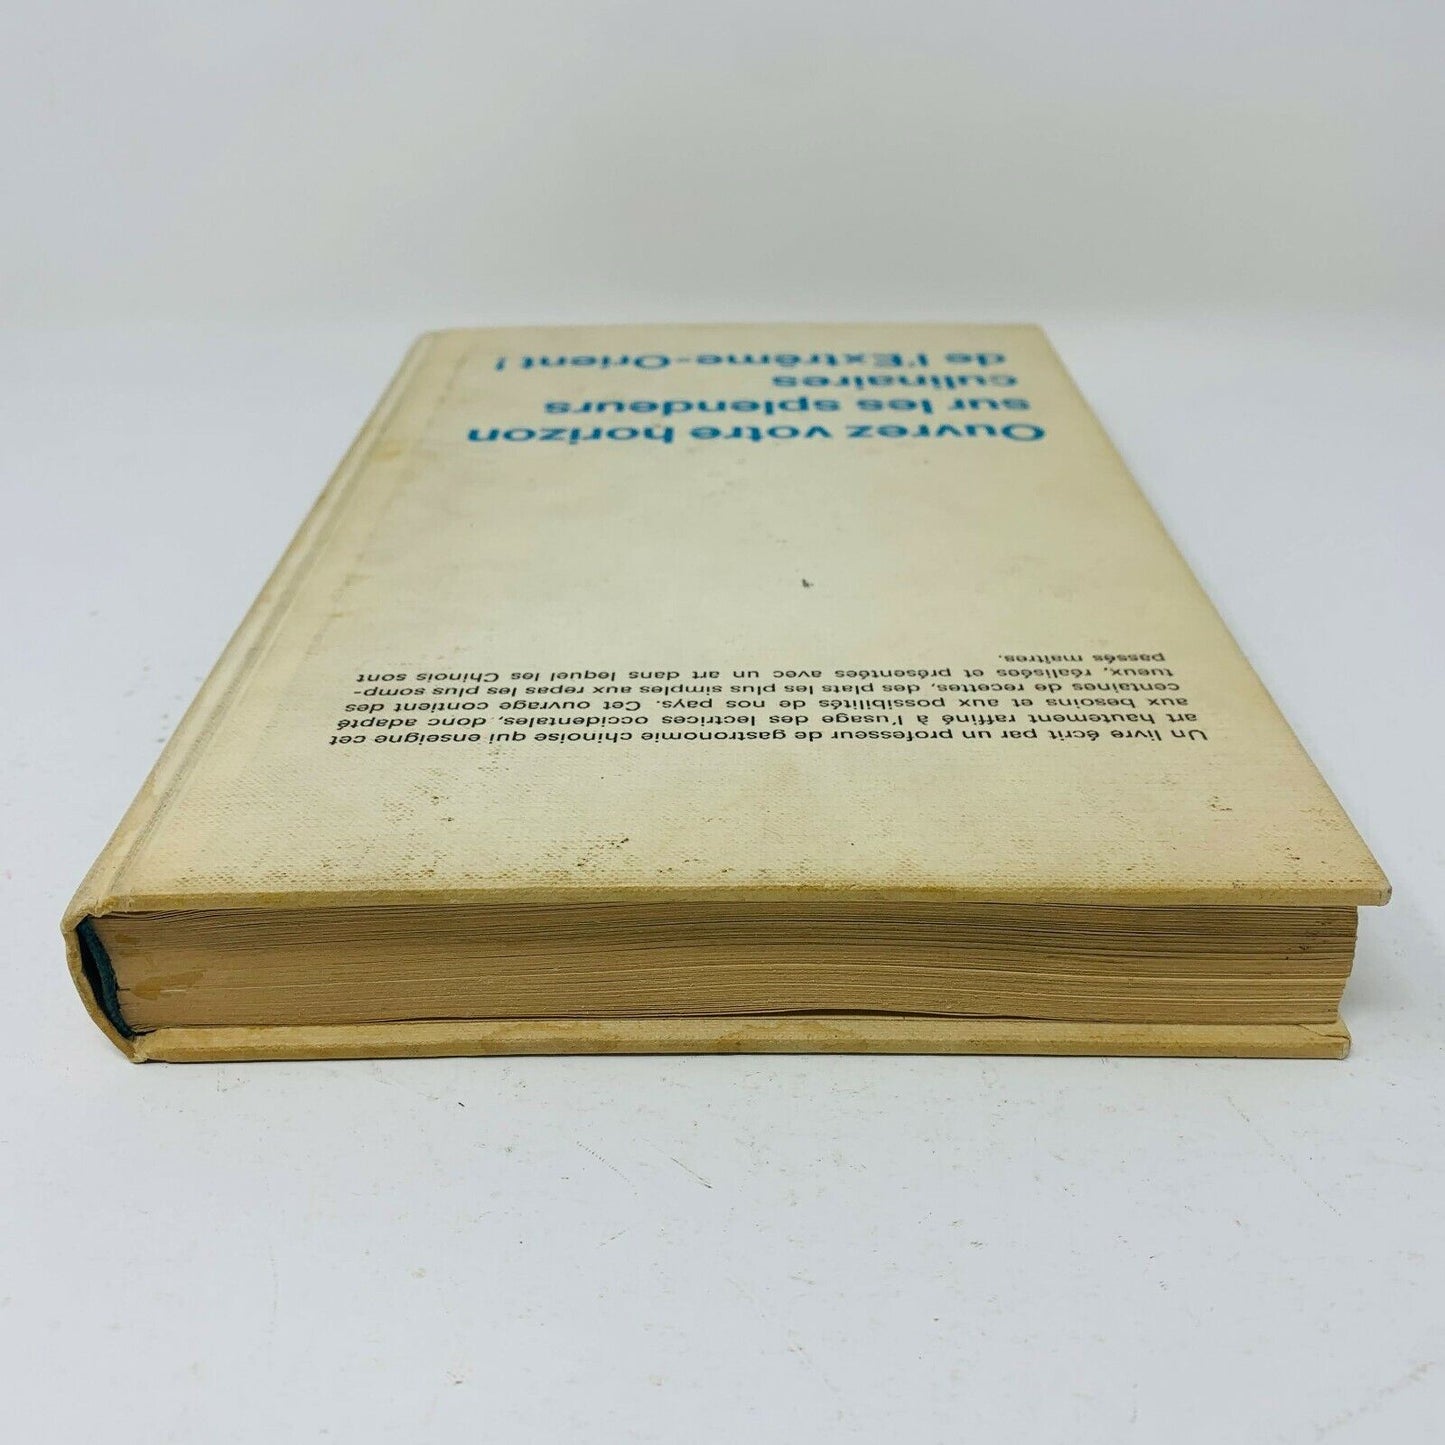 Ouvrez votre horizon
sur les splendeurs
culinaires
de l'Extrême-Orient !
Un livre écrit par un professeur de gastronomie chinoise qui enseigne cet
art hautement raffiné à l'usage des lectrices occidentales, donc adapté
aux besoins et aux possibilités de nos pays. Cet ouvrage contient des
centaines de recettes, des plats les plus simples aux repas les plus somp-
tueux, réalisées et présentées avec un art dans lequel les Chinois sont
passés maîtres.